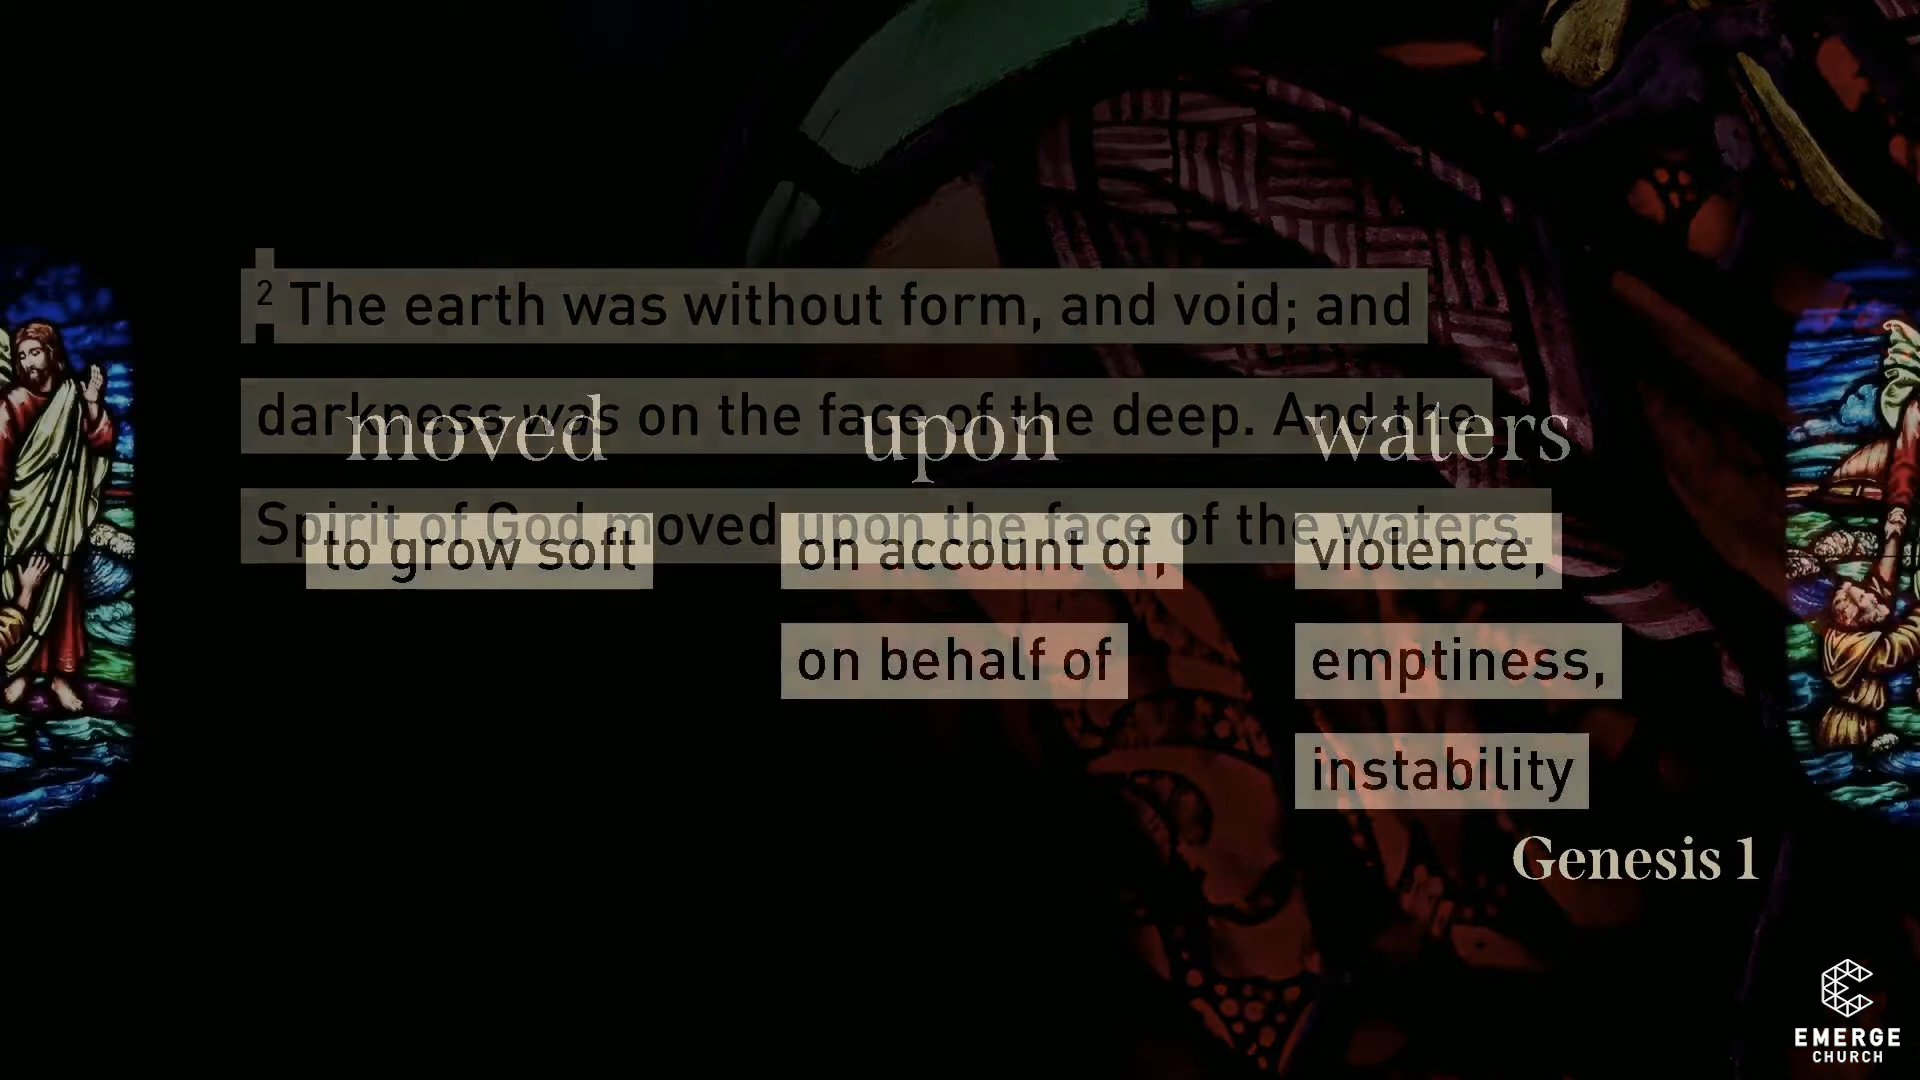 2 The earth was without form, and void; and
darkness was on the face of the deep. And the
Spirit of God moved upon the face of the waters.
moved upon waters
to grow soft
on account of,
on behalf of
violence,
emptiness,
instability
Genesis 1
EMERGE
CHURCH